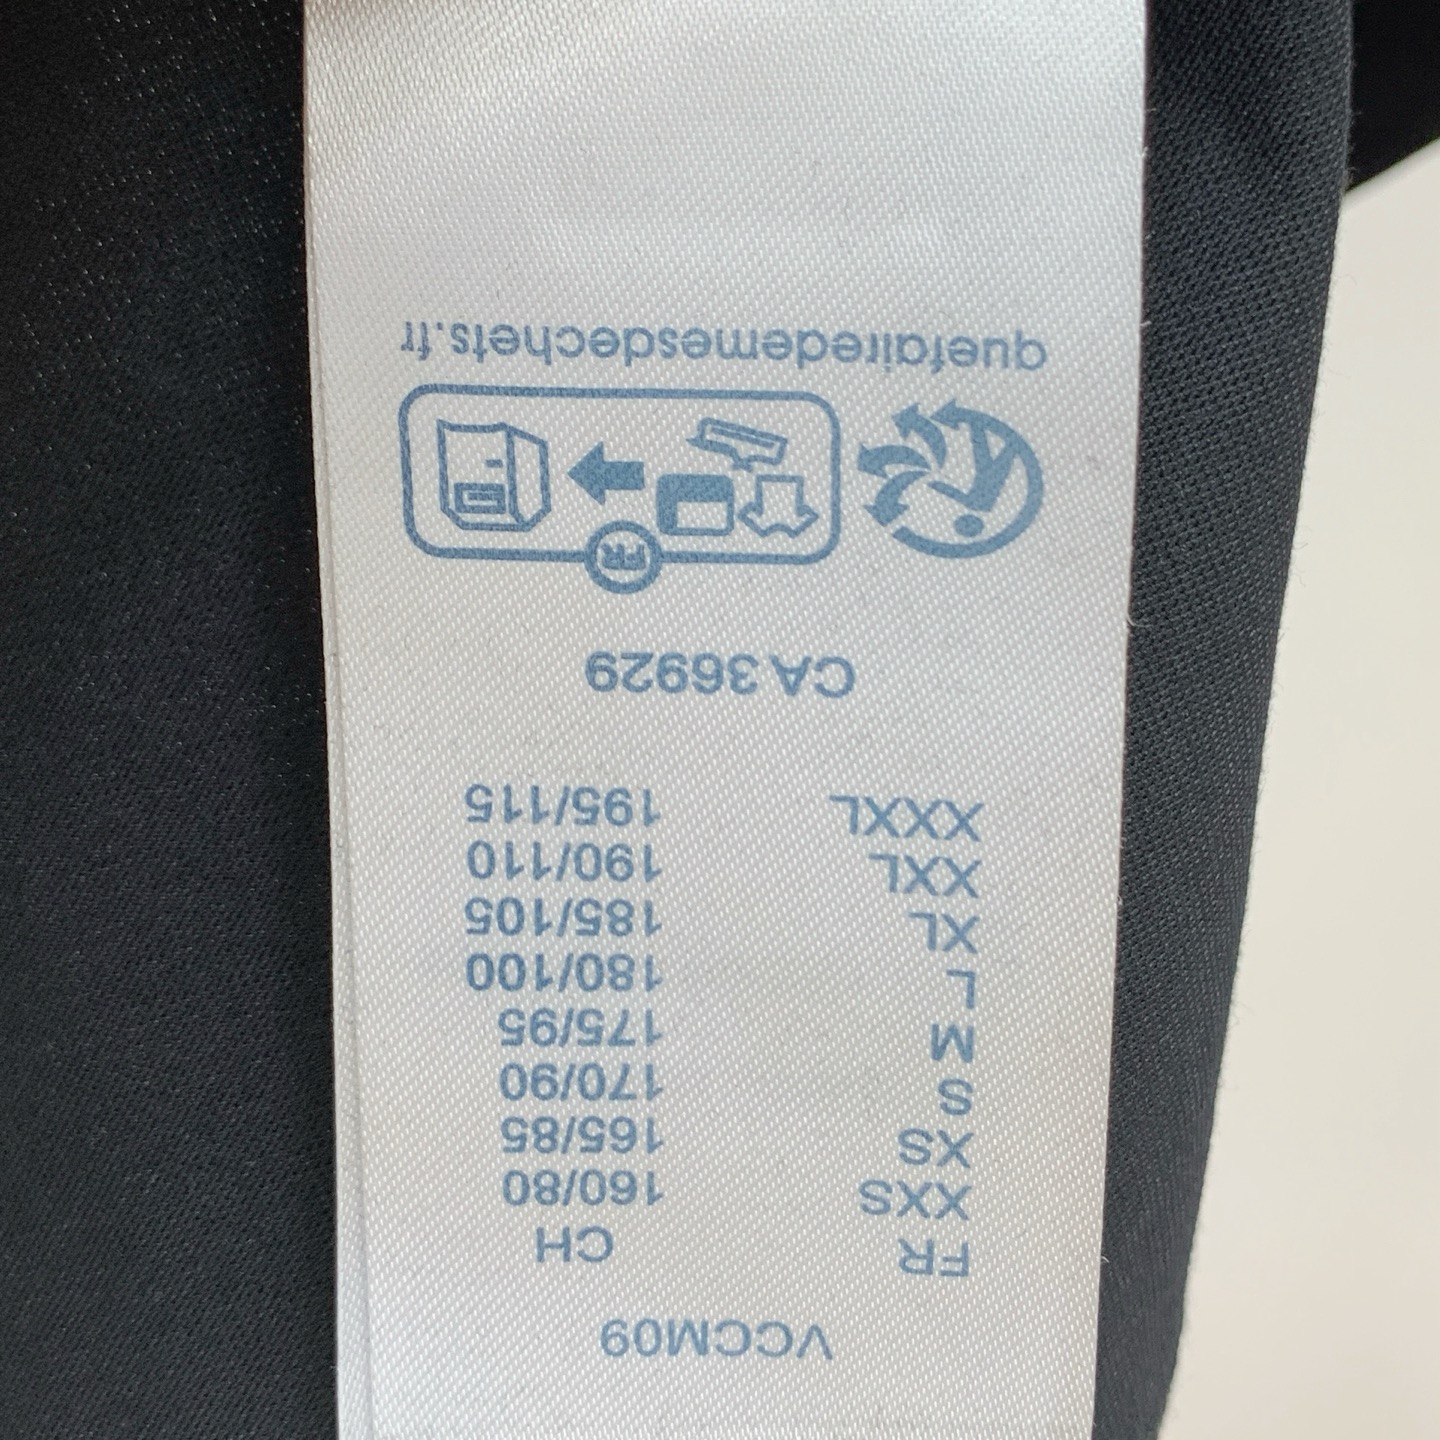 VCCM09
FR CH
XXS 160/80
XS 165/85
S 170/90
M 175/95
L 180/100
XL 185/105
XXL 190/110
XXXL 195/115
CA 36929
FR
quefairedemesdechets.fr